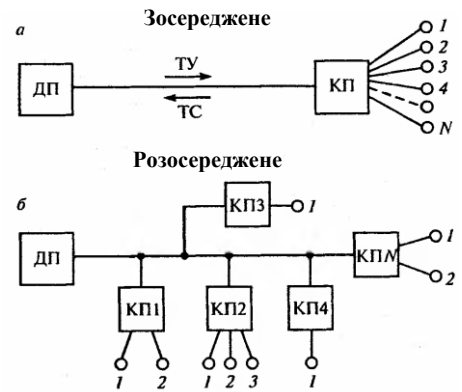 Зосереджене
а
1
ТУ
2
ДП
КП
3
4
ТС
N
Розосереджене
б
КП3 1
ДП
КПN
1
2
КП1 КП2 КП4
1 2 1 2 3 1